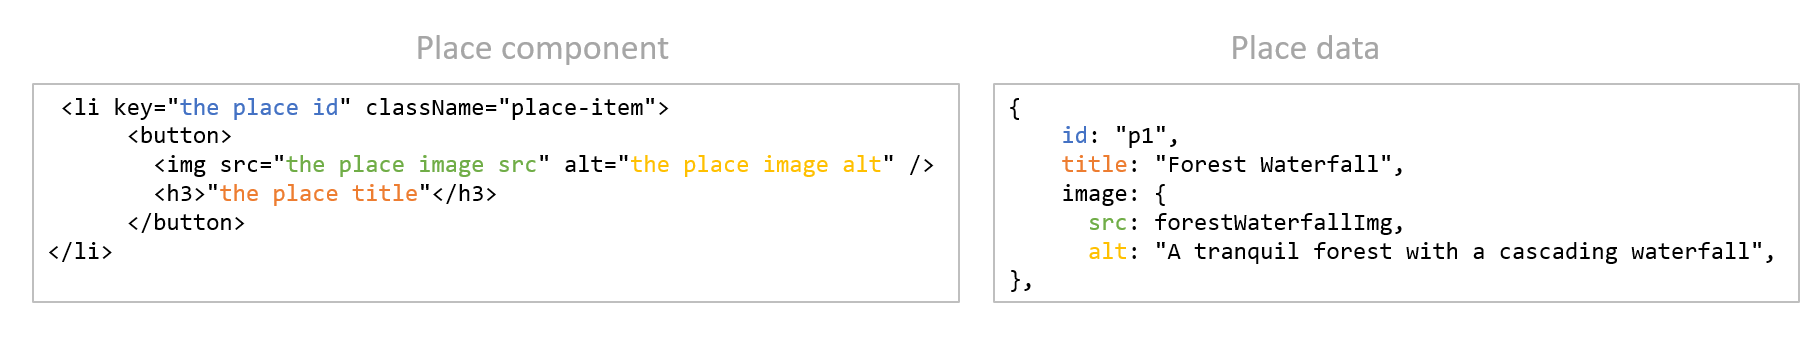 Place component
<li key="the place id" className="place-item">
<button>
<img src="the place image src" alt="the place image alt" />
<h3>"the place title"</h3>
</button>
</li>
Place data
{
id: "p1",
title: "Forest Waterfall",
image: {
src: forestWaterfallImg,
alt: "A tranquil forest with a cascading waterfall",
},